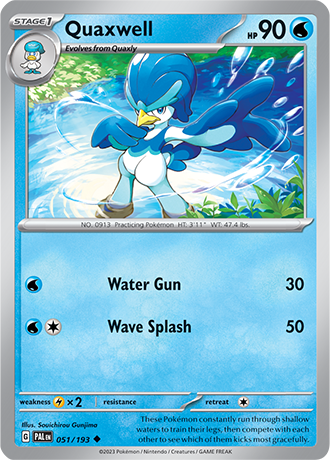 STAGE 1
Quaxwell
HP 90
Evolves from Quaxly
NO. 0913 Practicing Pokémon HT: 3'11" WT: 47.4 lbs.
Water Gun 30
Wave Splash 50
weakness ×2 resistance retreat
Illus. Souichirou Gunjima
G PAL EN 051/193
These Pokémon constantly run through shallow
waters to train their legs, then compete with each
other to see which of them kicks most gracefully.
©2023 Pokémon / Nintendo / Creatures / GAME FREAK